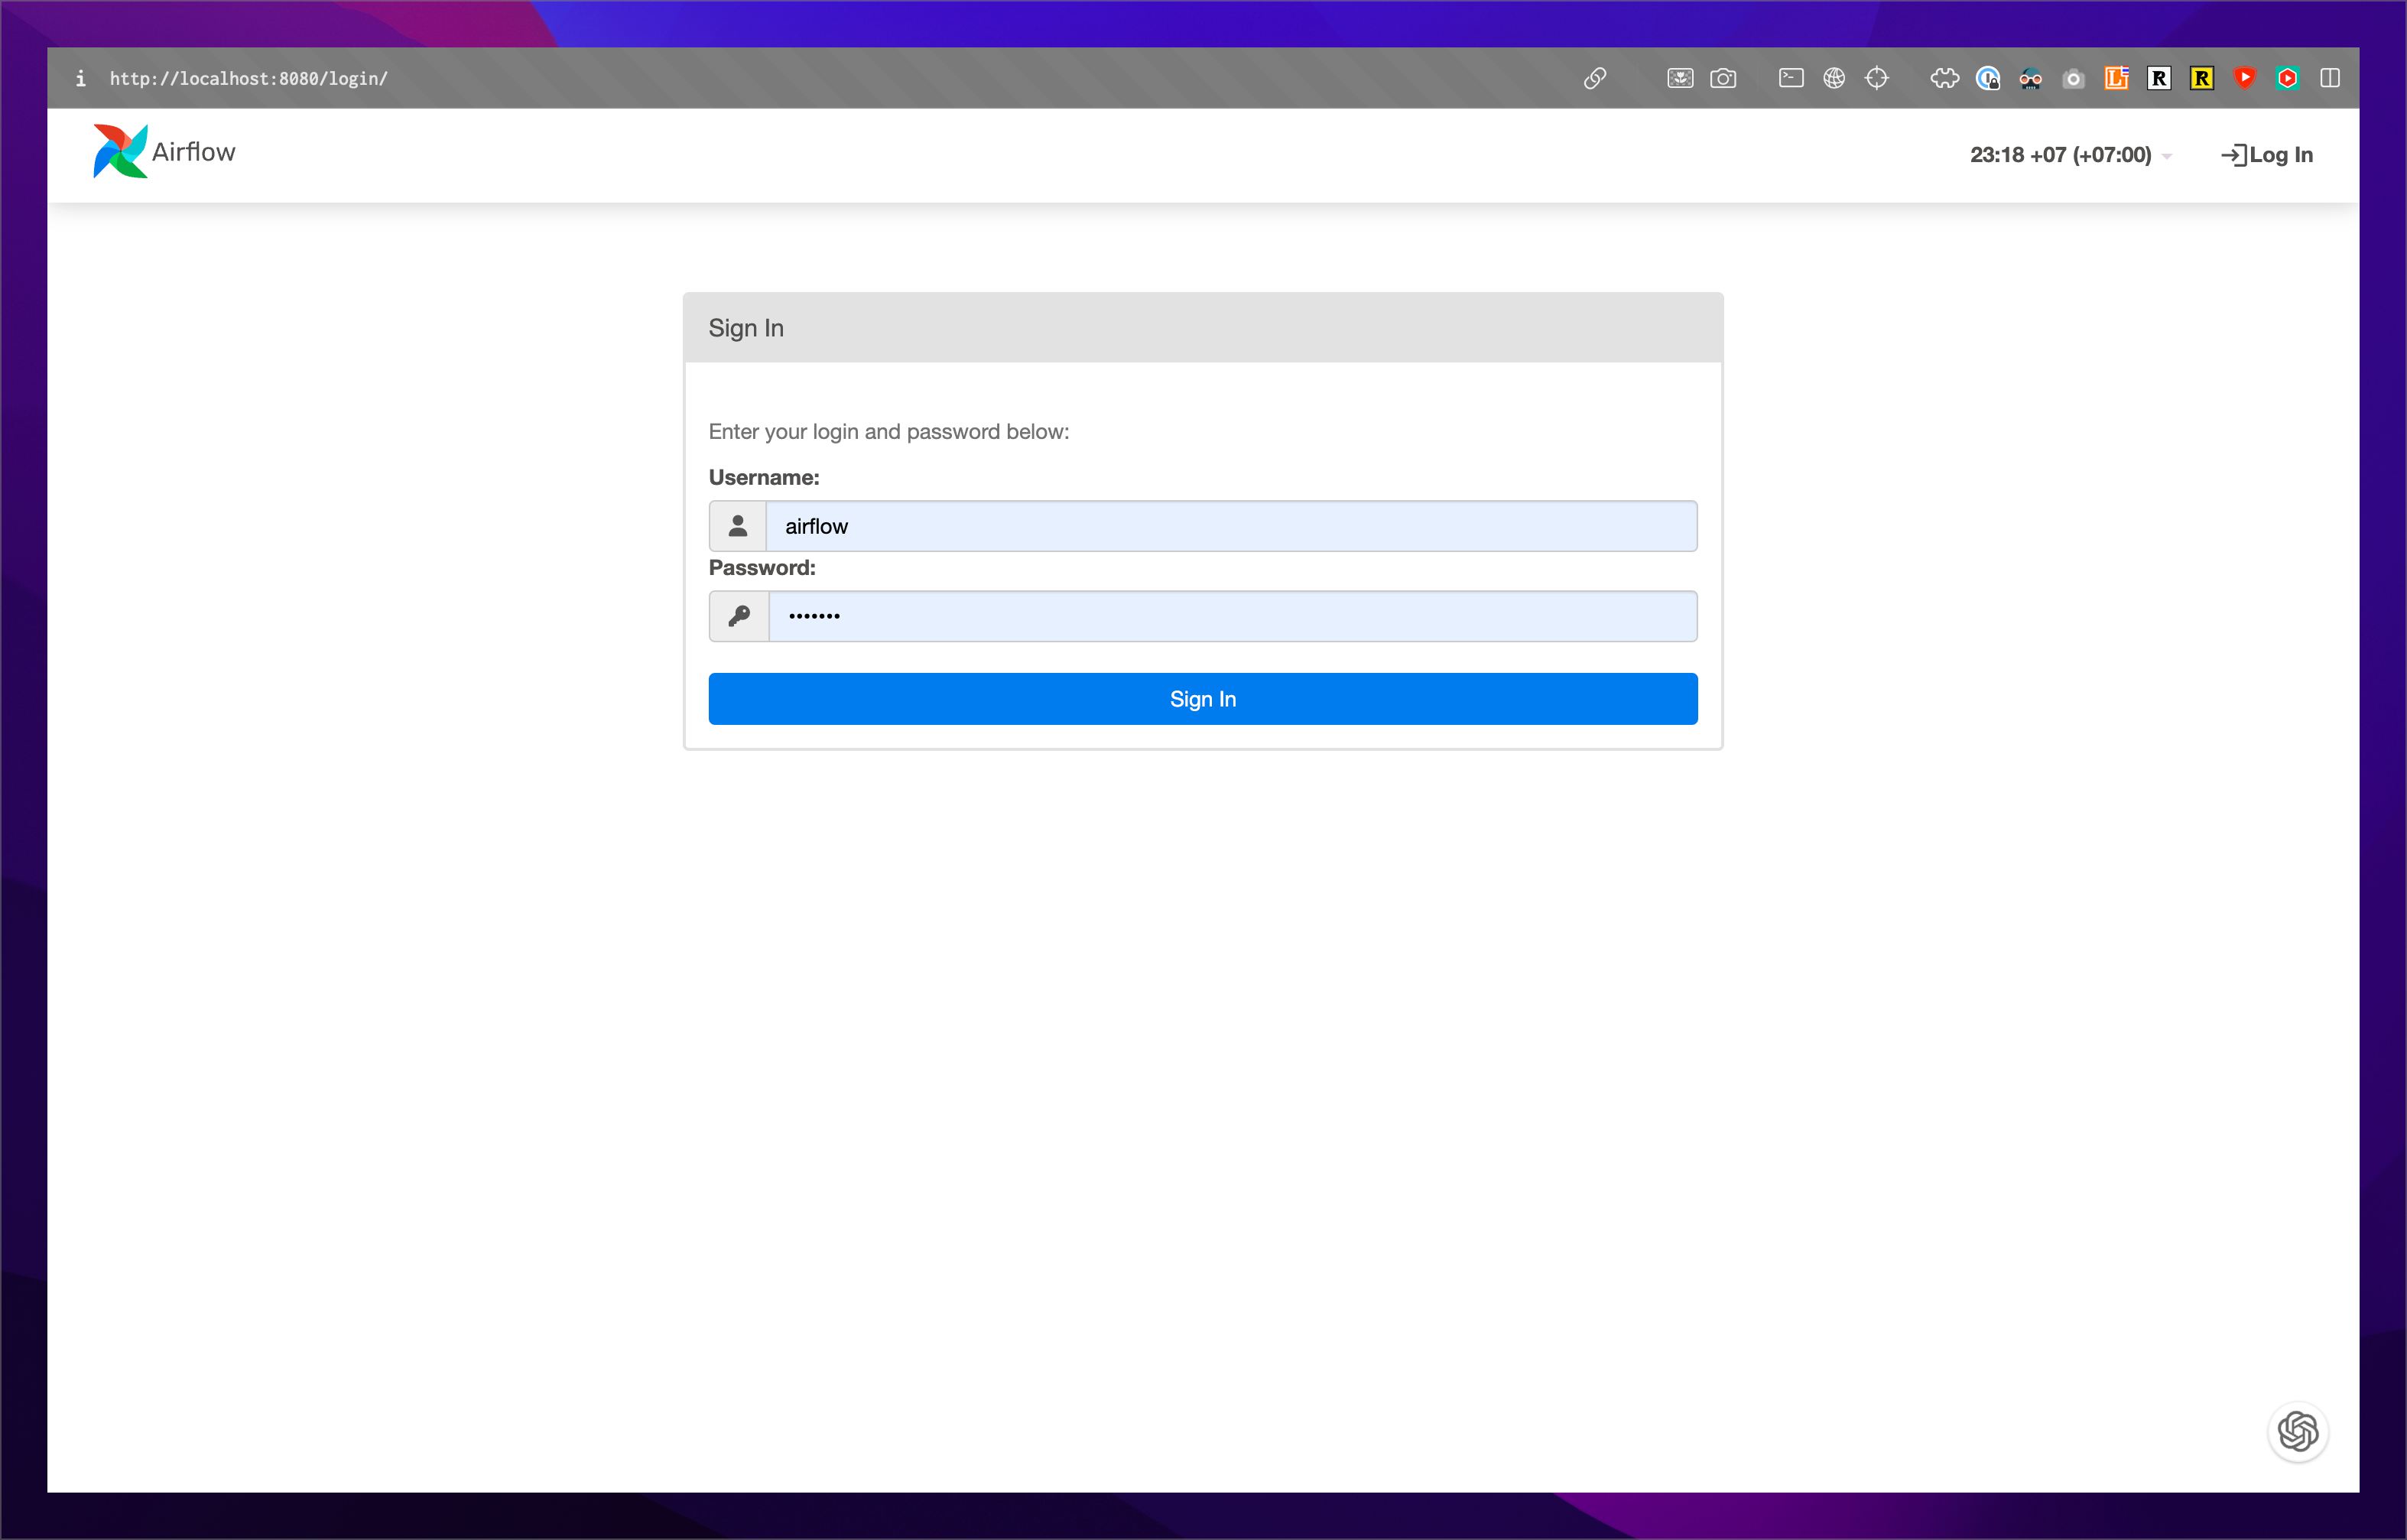 i http://localhost:8080/login/
Airflow
23:18 +07 (+07:00)
Log In
Sign In
Enter your login and password below:
Username:
airflow
Password:
•••••••
Sign In